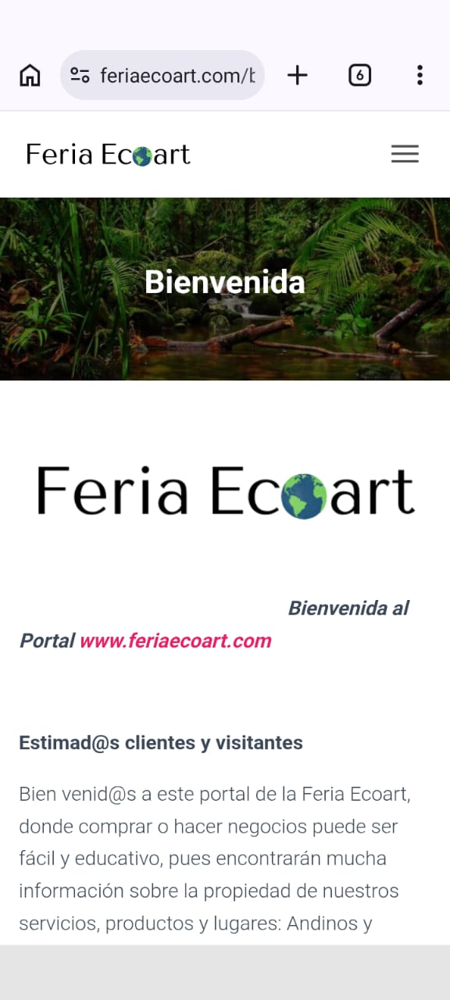 feriaecoart.com/b
6
Feria Ecoart
Bienvenida
Feria Ecoart
Bienvenida al
Portal www.feriaecoart.com
Estimad@s clientes y visitantes
Bien venid@s a este portal de la Feria Ecoart,
donde comprar o hacer negocios puede ser
fácil y educativo, pues encontrarán mucha
información sobre la propiedad de nuestros
servicios, productos y lugares: Andinos y